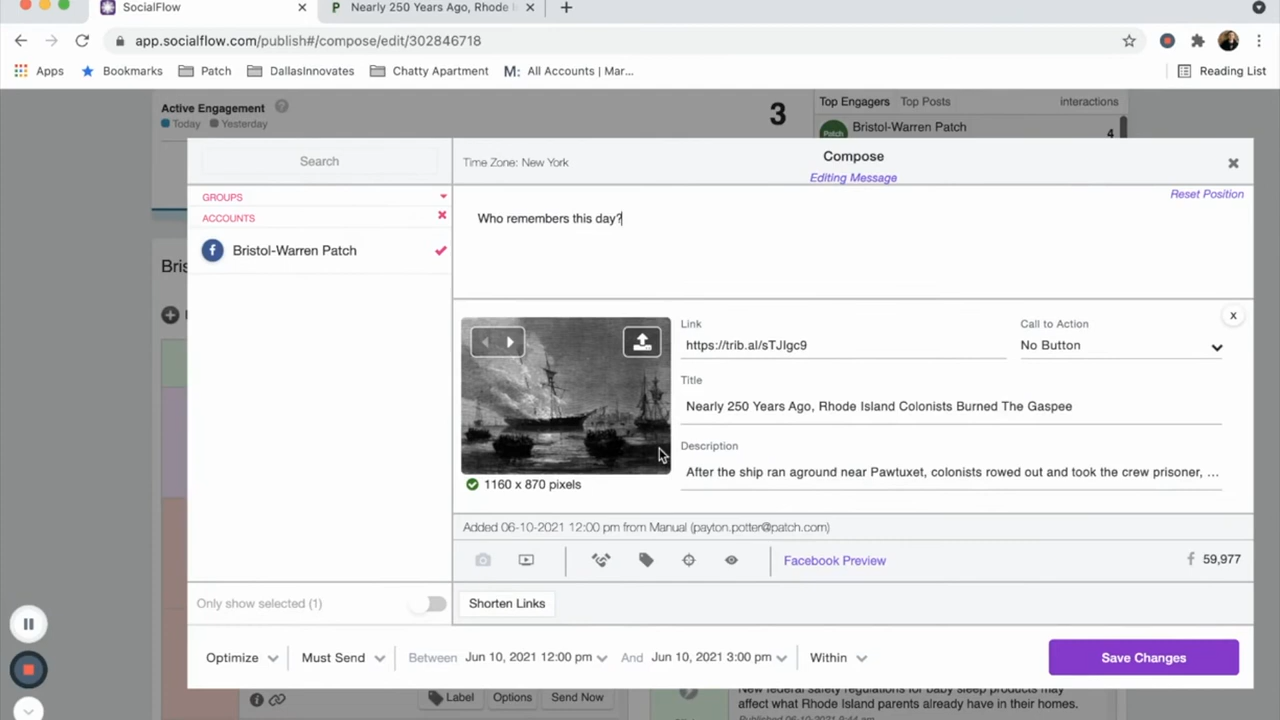 SocialFlow
Nearly 250 Years Ago, Rhode
app.socialflow.com/publish#/compose/edit/302846718
Apps
Bookmarks
Patch
DallasInnovates
Chatty Apartment
M: All Accounts | Mar...
Reading List
Active Engagement ?
Today Yesterday
3
Top Engagers Top Posts interactions
Patch Bristol-Warren Patch 4
Search
Time Zone: New York
Compose
Editing Message
Reset Position
GROUPS
ACCOUNTS
Bristol-Warren Patch
Who remembers this day?
Bris
Link
https://trib.al/sTJIgc9
Call to Action
No Button
x
Title
Nearly 250 Years Ago, Rhode Island Colonists Burned The Gaspee
Description
After the ship ran aground near Pawtuxet, colonists rowed out and took the crew prisoner, ...
1160 x 870 pixels
Added 06-10-2021 12:00 pm from Manual (payton.potter@patch.com)
Facebook Preview
59,977
Only show selected (1)
Shorten Links
Optimize Must Send Between Jun 10, 2021 12:00 pm And Jun 10, 2021 3:00 pm Within
Save Changes
Label Options Send Now
New federal safety regulations for baby sleep products may
affect what Rhode Island parents already have in their homes.